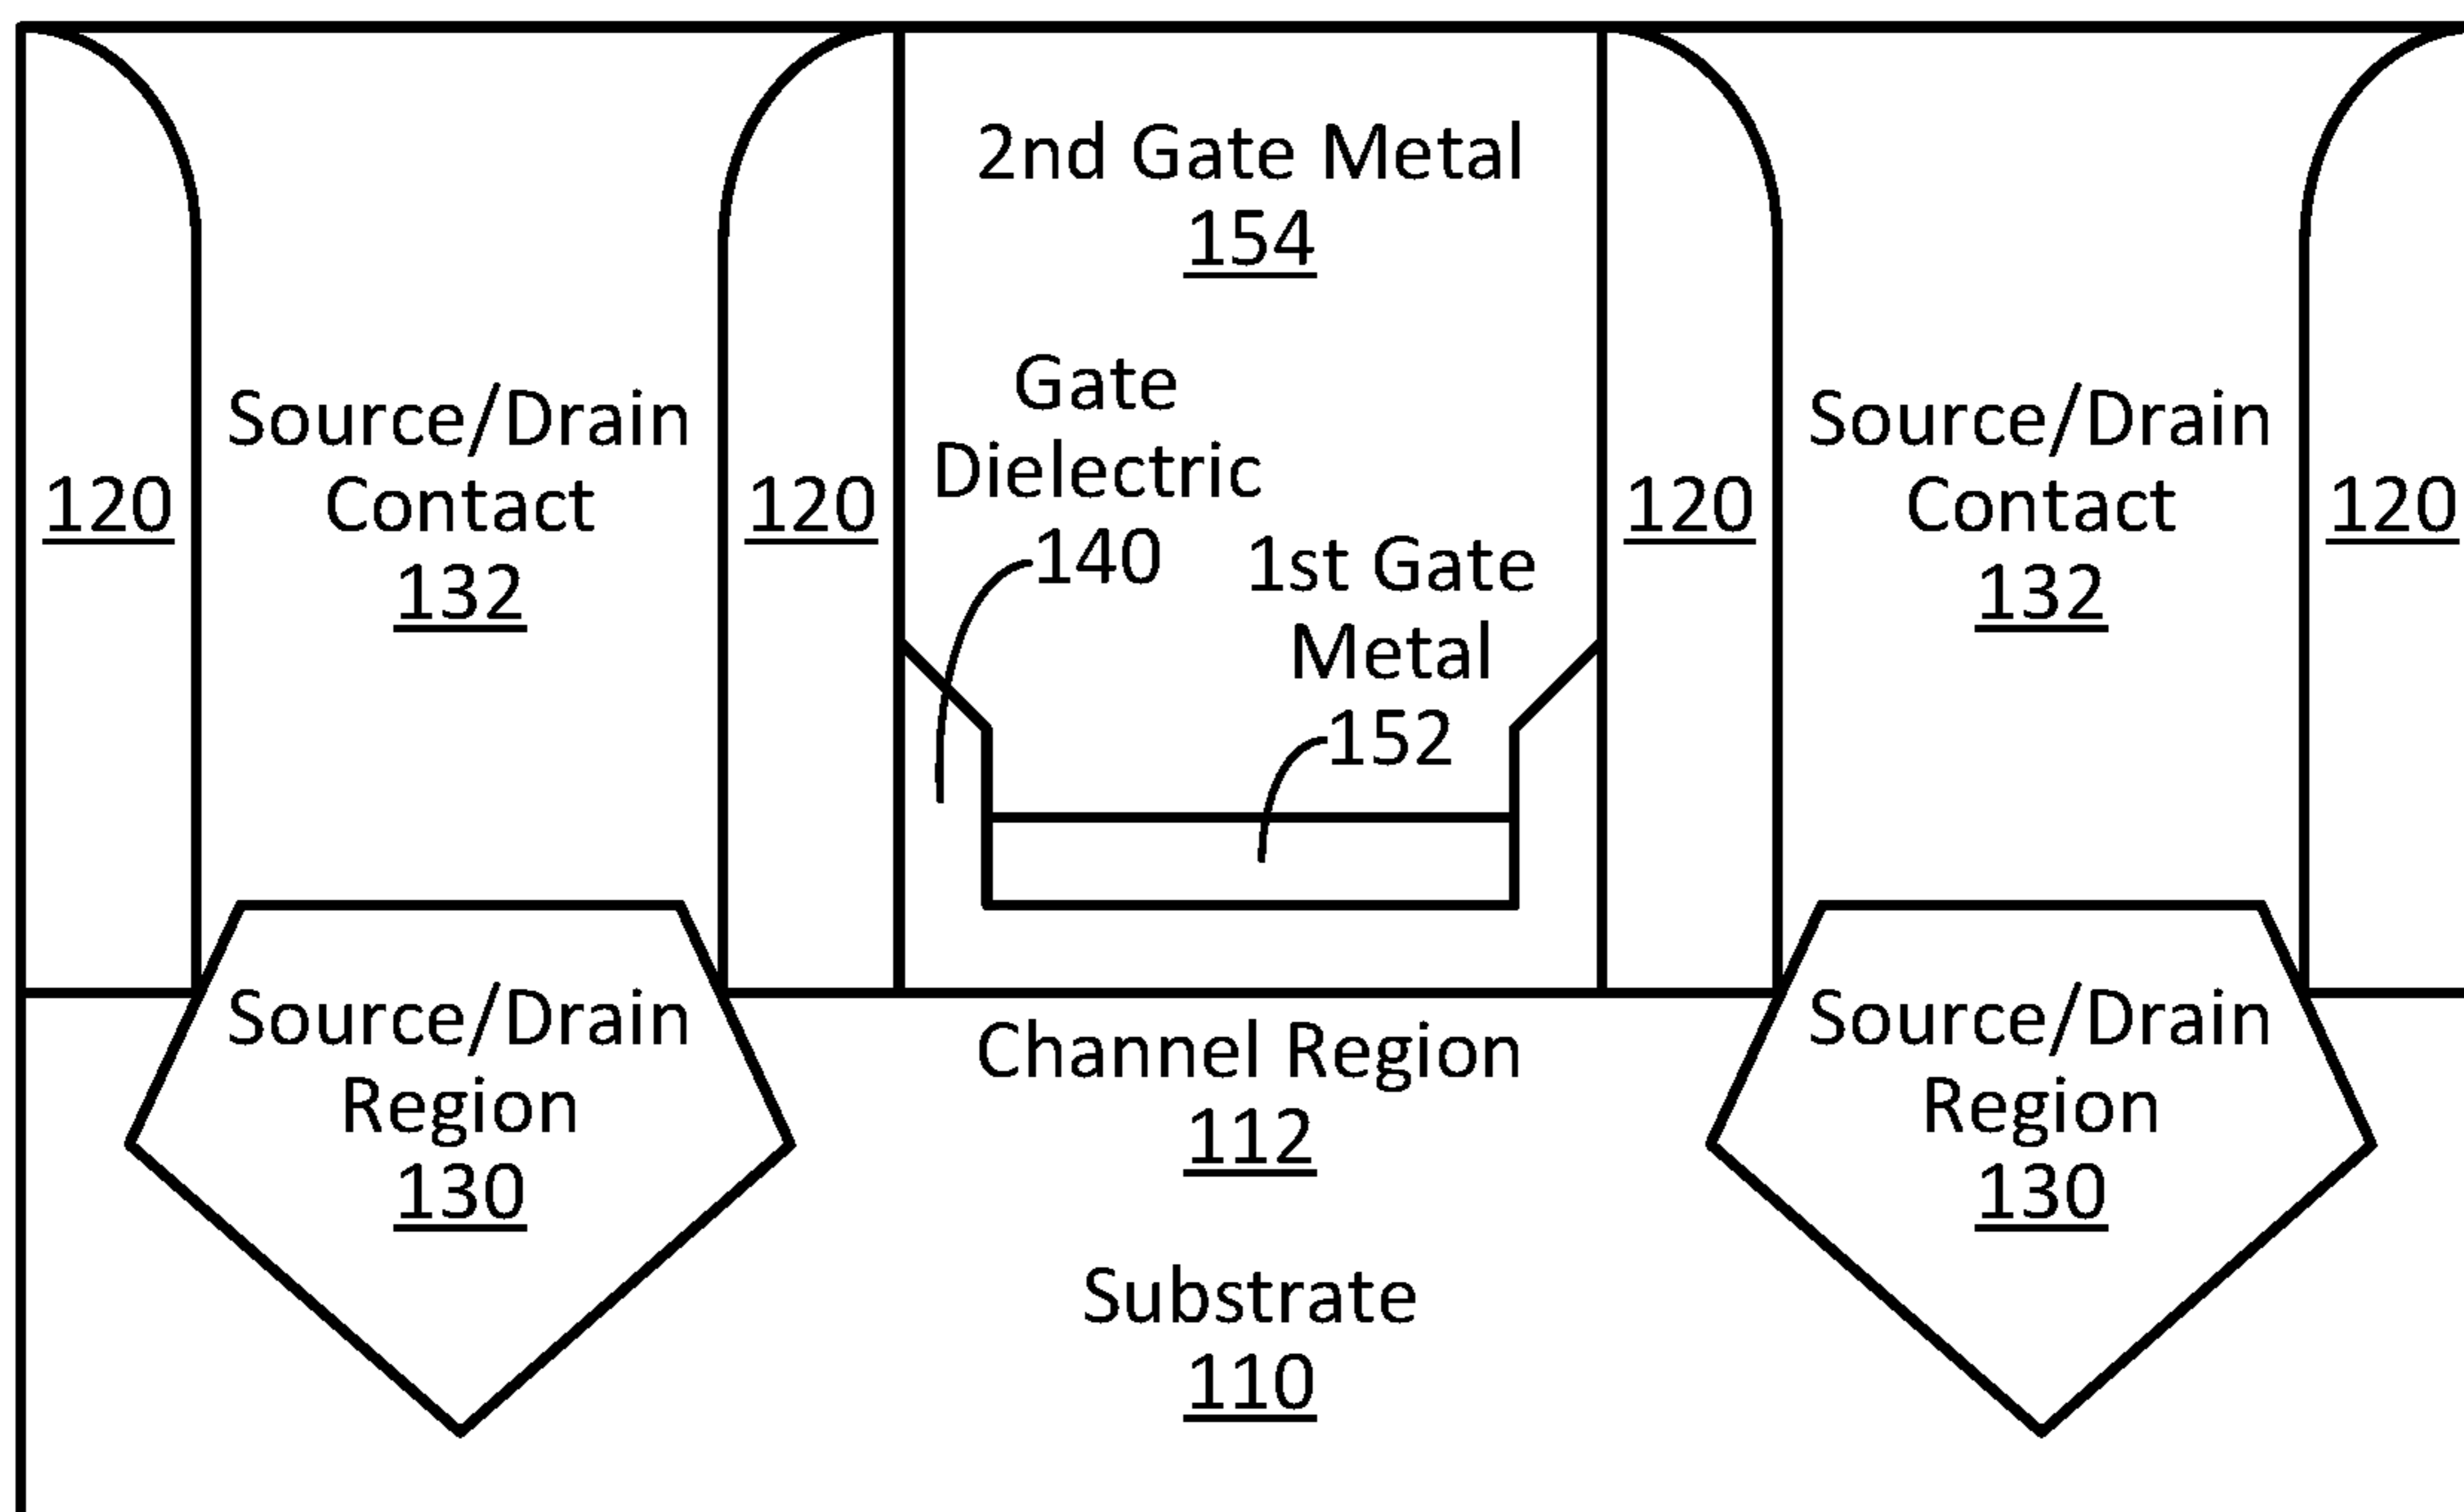 2nd Gate Metal
154
Gate
Dielectric
140
1st Gate
Metal
152
120
Source/Drain
Contact
132
120
120
Source/Drain
Contact
132
120
Source/Drain
Region
130
Channel Region
112
Source/Drain
Region
130
Substrate
110